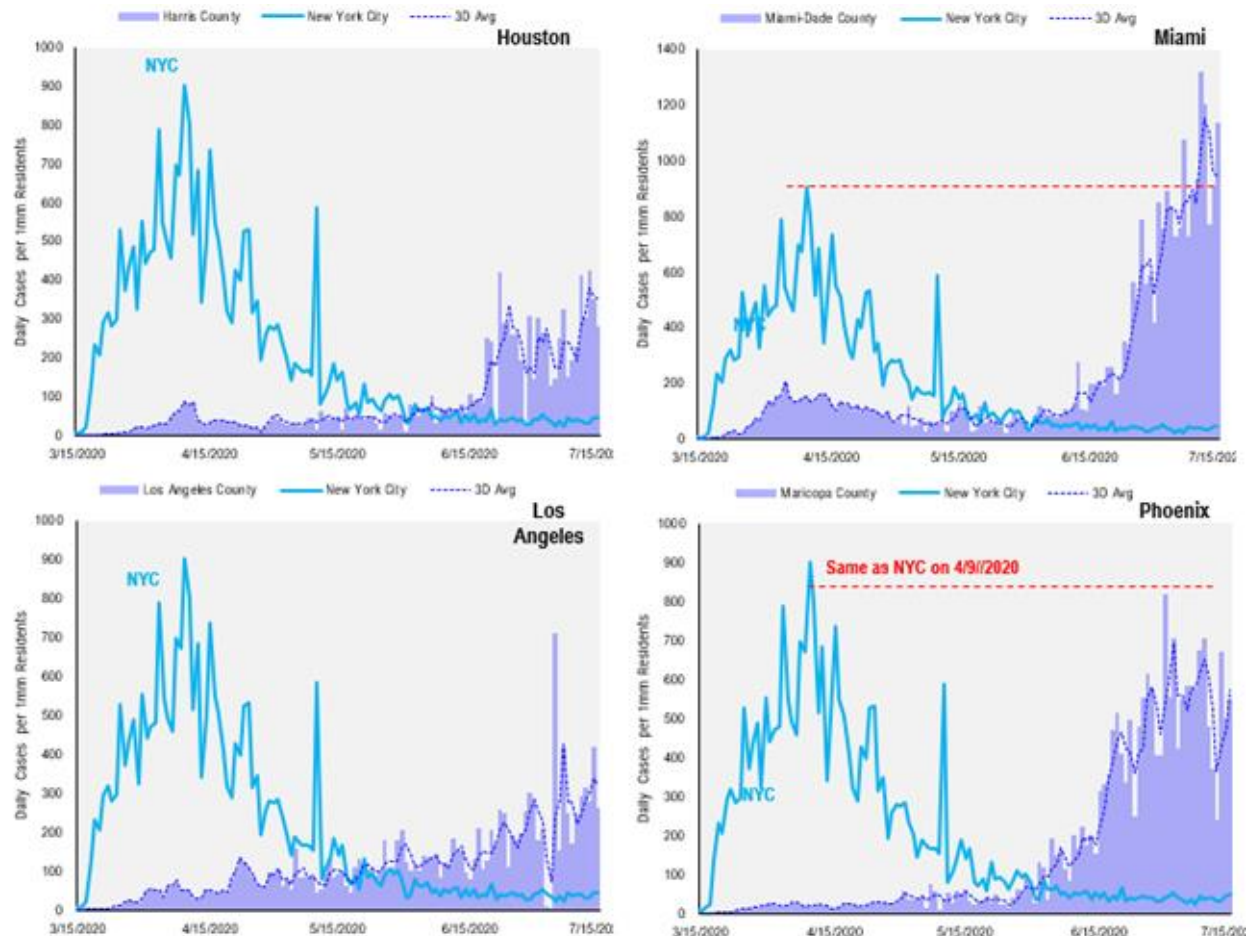 Harris County New York City 3D Avg
Houston
NYC
Daily Cases per 1mm Residents
1000
900
800
700
600
500
400
300
200
100
0
3/15/2020 4/15/2020 5/15/2020 6/15/2020 7/15/2020
Miami-Dade County New York City 3D Avg
Miami
NYC
Daily Cases per 1mm Residents
1400
1200
1000
800
600
400
200
0
3/15/2020 4/15/2020 5/15/2020 6/15/2020 7/15/202
Los Angeles County New York City 3D Avg
Los
Angeles
NYC
Daily Cases per 1mm Residents
1000
900
800
700
600
500
400
300
200
100
0
3/15/2020 4/15/2020 5/15/2020 6/15/2020 7/15/2020
Maricopa County New York City 3D Avg
Phoenix
Same as NYC on 4/9//2020
NYC
Daily Cases per 1mm Residents
1000
900
800
700
600
500
400
300
200
100
0
3/15/2020 4/15/2020 5/15/2020 6/15/2020 7/15/202